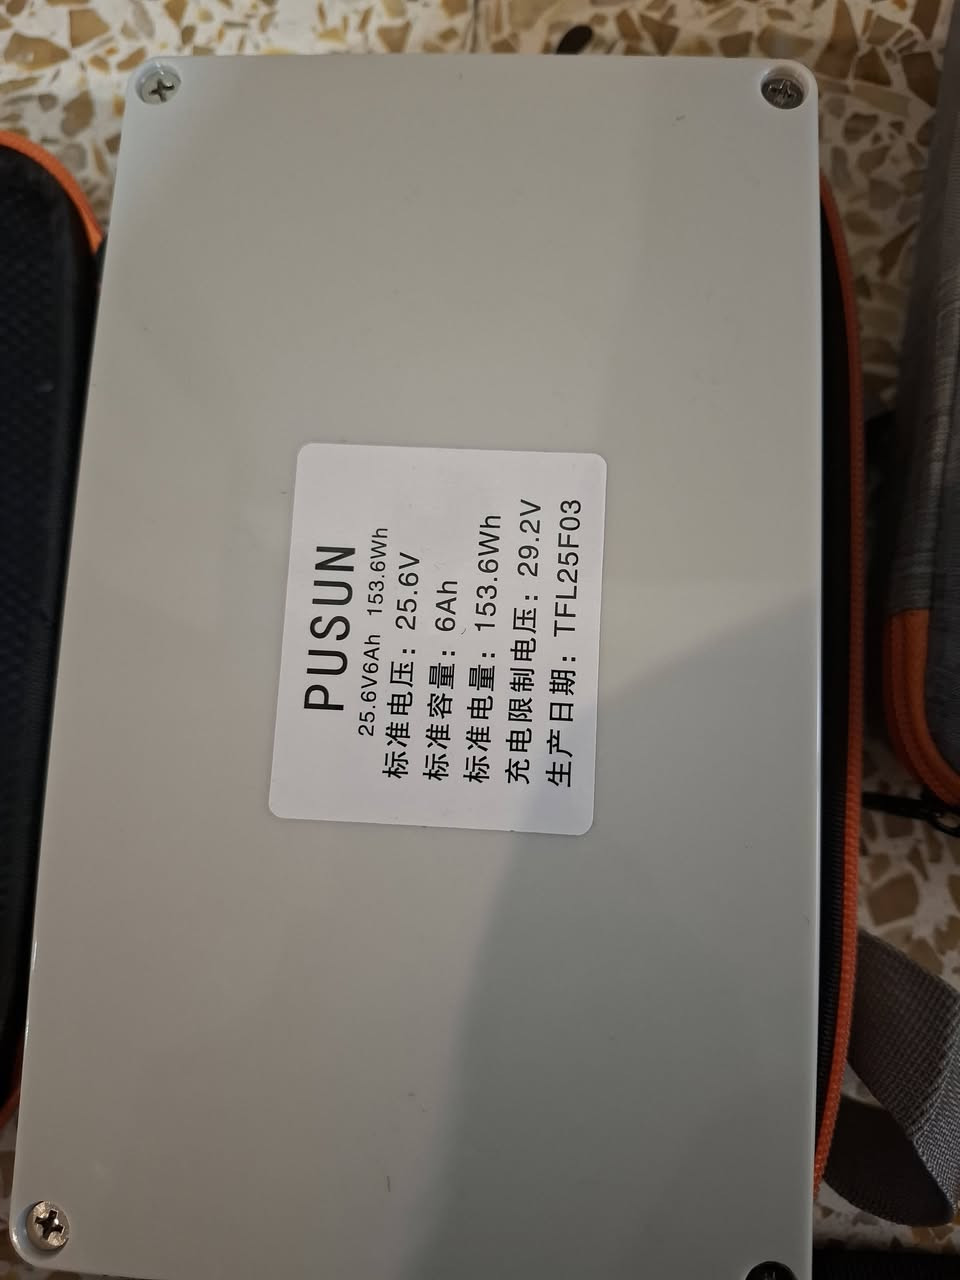 PUSUN
25.6V6Ah 153.6Wh
标准电压：25.6V
标准容量：6Ah
标准电量：153.6Wh
充电限制电压：29.2V
生产日期：TFL25F03